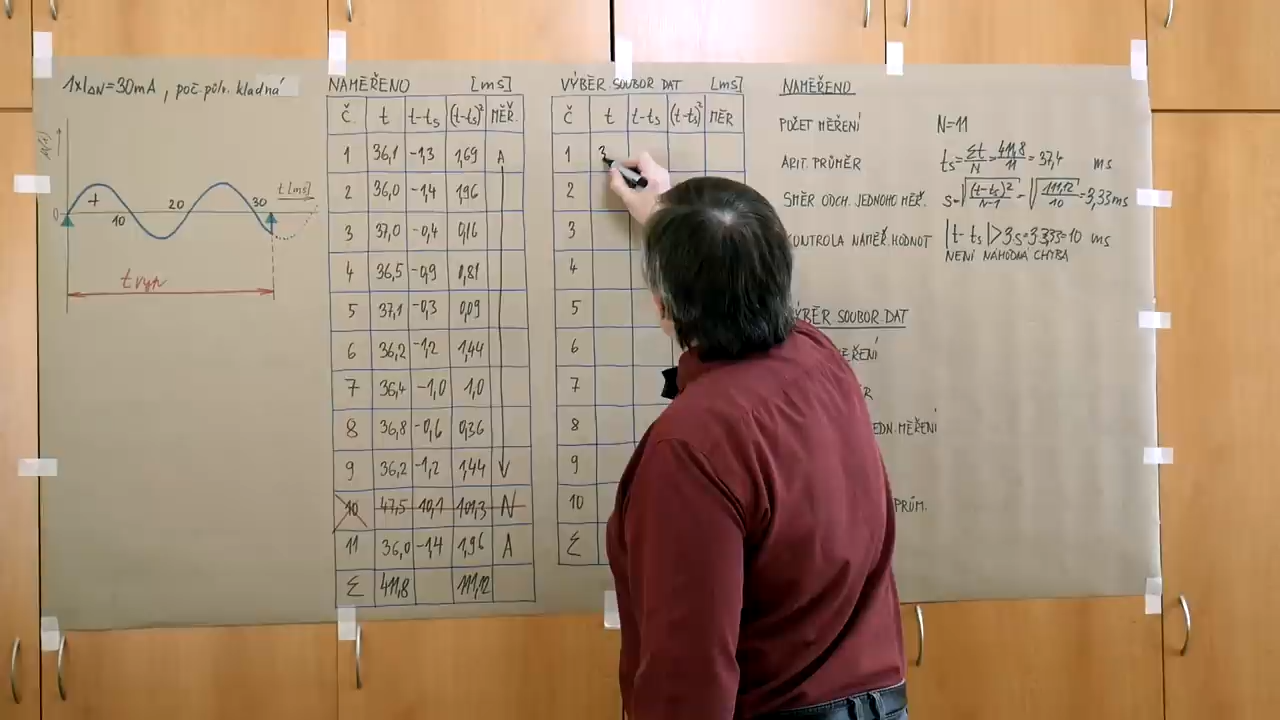 1xI∆N=30mA, poč. půln. kladná
i[A]
0
+
10
20
30
t[ms]
t vyp
NAMĚŘENO [ms]
Č. t t-ts (t-ts)² MĚŘ.
1 36,1 -1,3 1,69 A
2 36,0 -1,4 1,96
3 37,0 -0,4 0,16
4 36,5 -0,9 0,81
5 37,1 -0,3 0,09
6 36,2 -1,2 1,44
7 36,4 -1,0 1,0
8 36,8 -0,6 0,36
9 36,2 -1,2 1,44
10 47,5 10,1 101,3 N
11 36,0 -1,4 1,96 A
Σ 411,8 111,12
VÝBĚR. SOUBOR DAT [ms]
Č t t-ts (t-ts)² MĚR
1 3
2
3
4
5
6
7
8
9
10
Σ
NAMĚŘENO
POČET MĚŘENÍ N=11
ARIT. PRŮMĚR ts=Σt/N=411,8/11=37,4 ms
SMĚR ODCH. JEDNOHO MĚŘ. s=√((t-ts)²/N-1)=√(111,12/10)=3,33ms
KONTROLA NAMĚŘ. HODNOT |t-ts|>3s=3·3,33=10 ms
NENÍ NÁHODNÁ CHYBA
VÝBĚR SOUBOR. DAT
ĚŘENÍ
R
EDN. MĚŘENÍ
PRŮM.